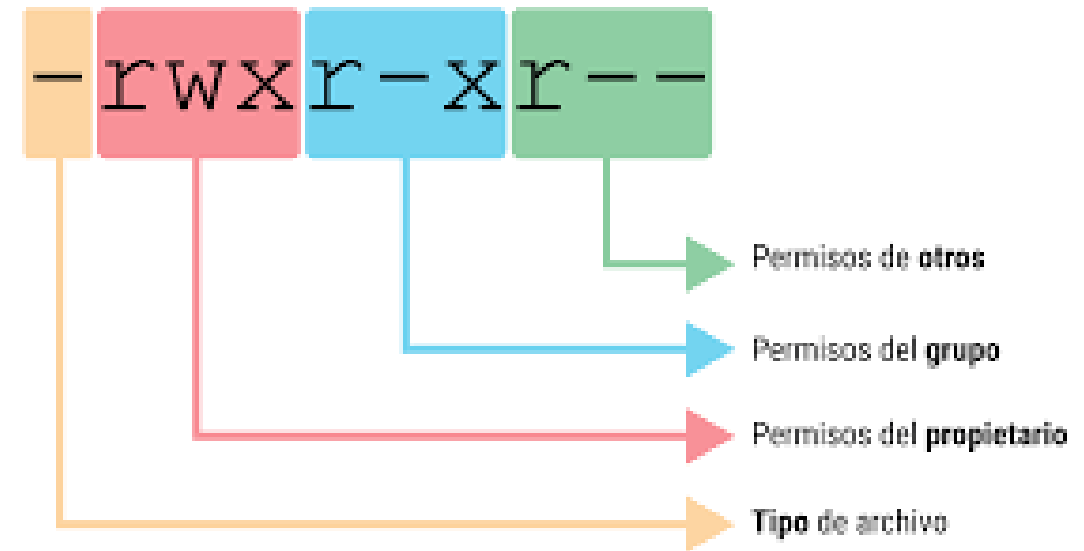 -rwxr-xr--
Permisos de otros
Permisos del grupo
Permisos del propietario
Tipo de archivo